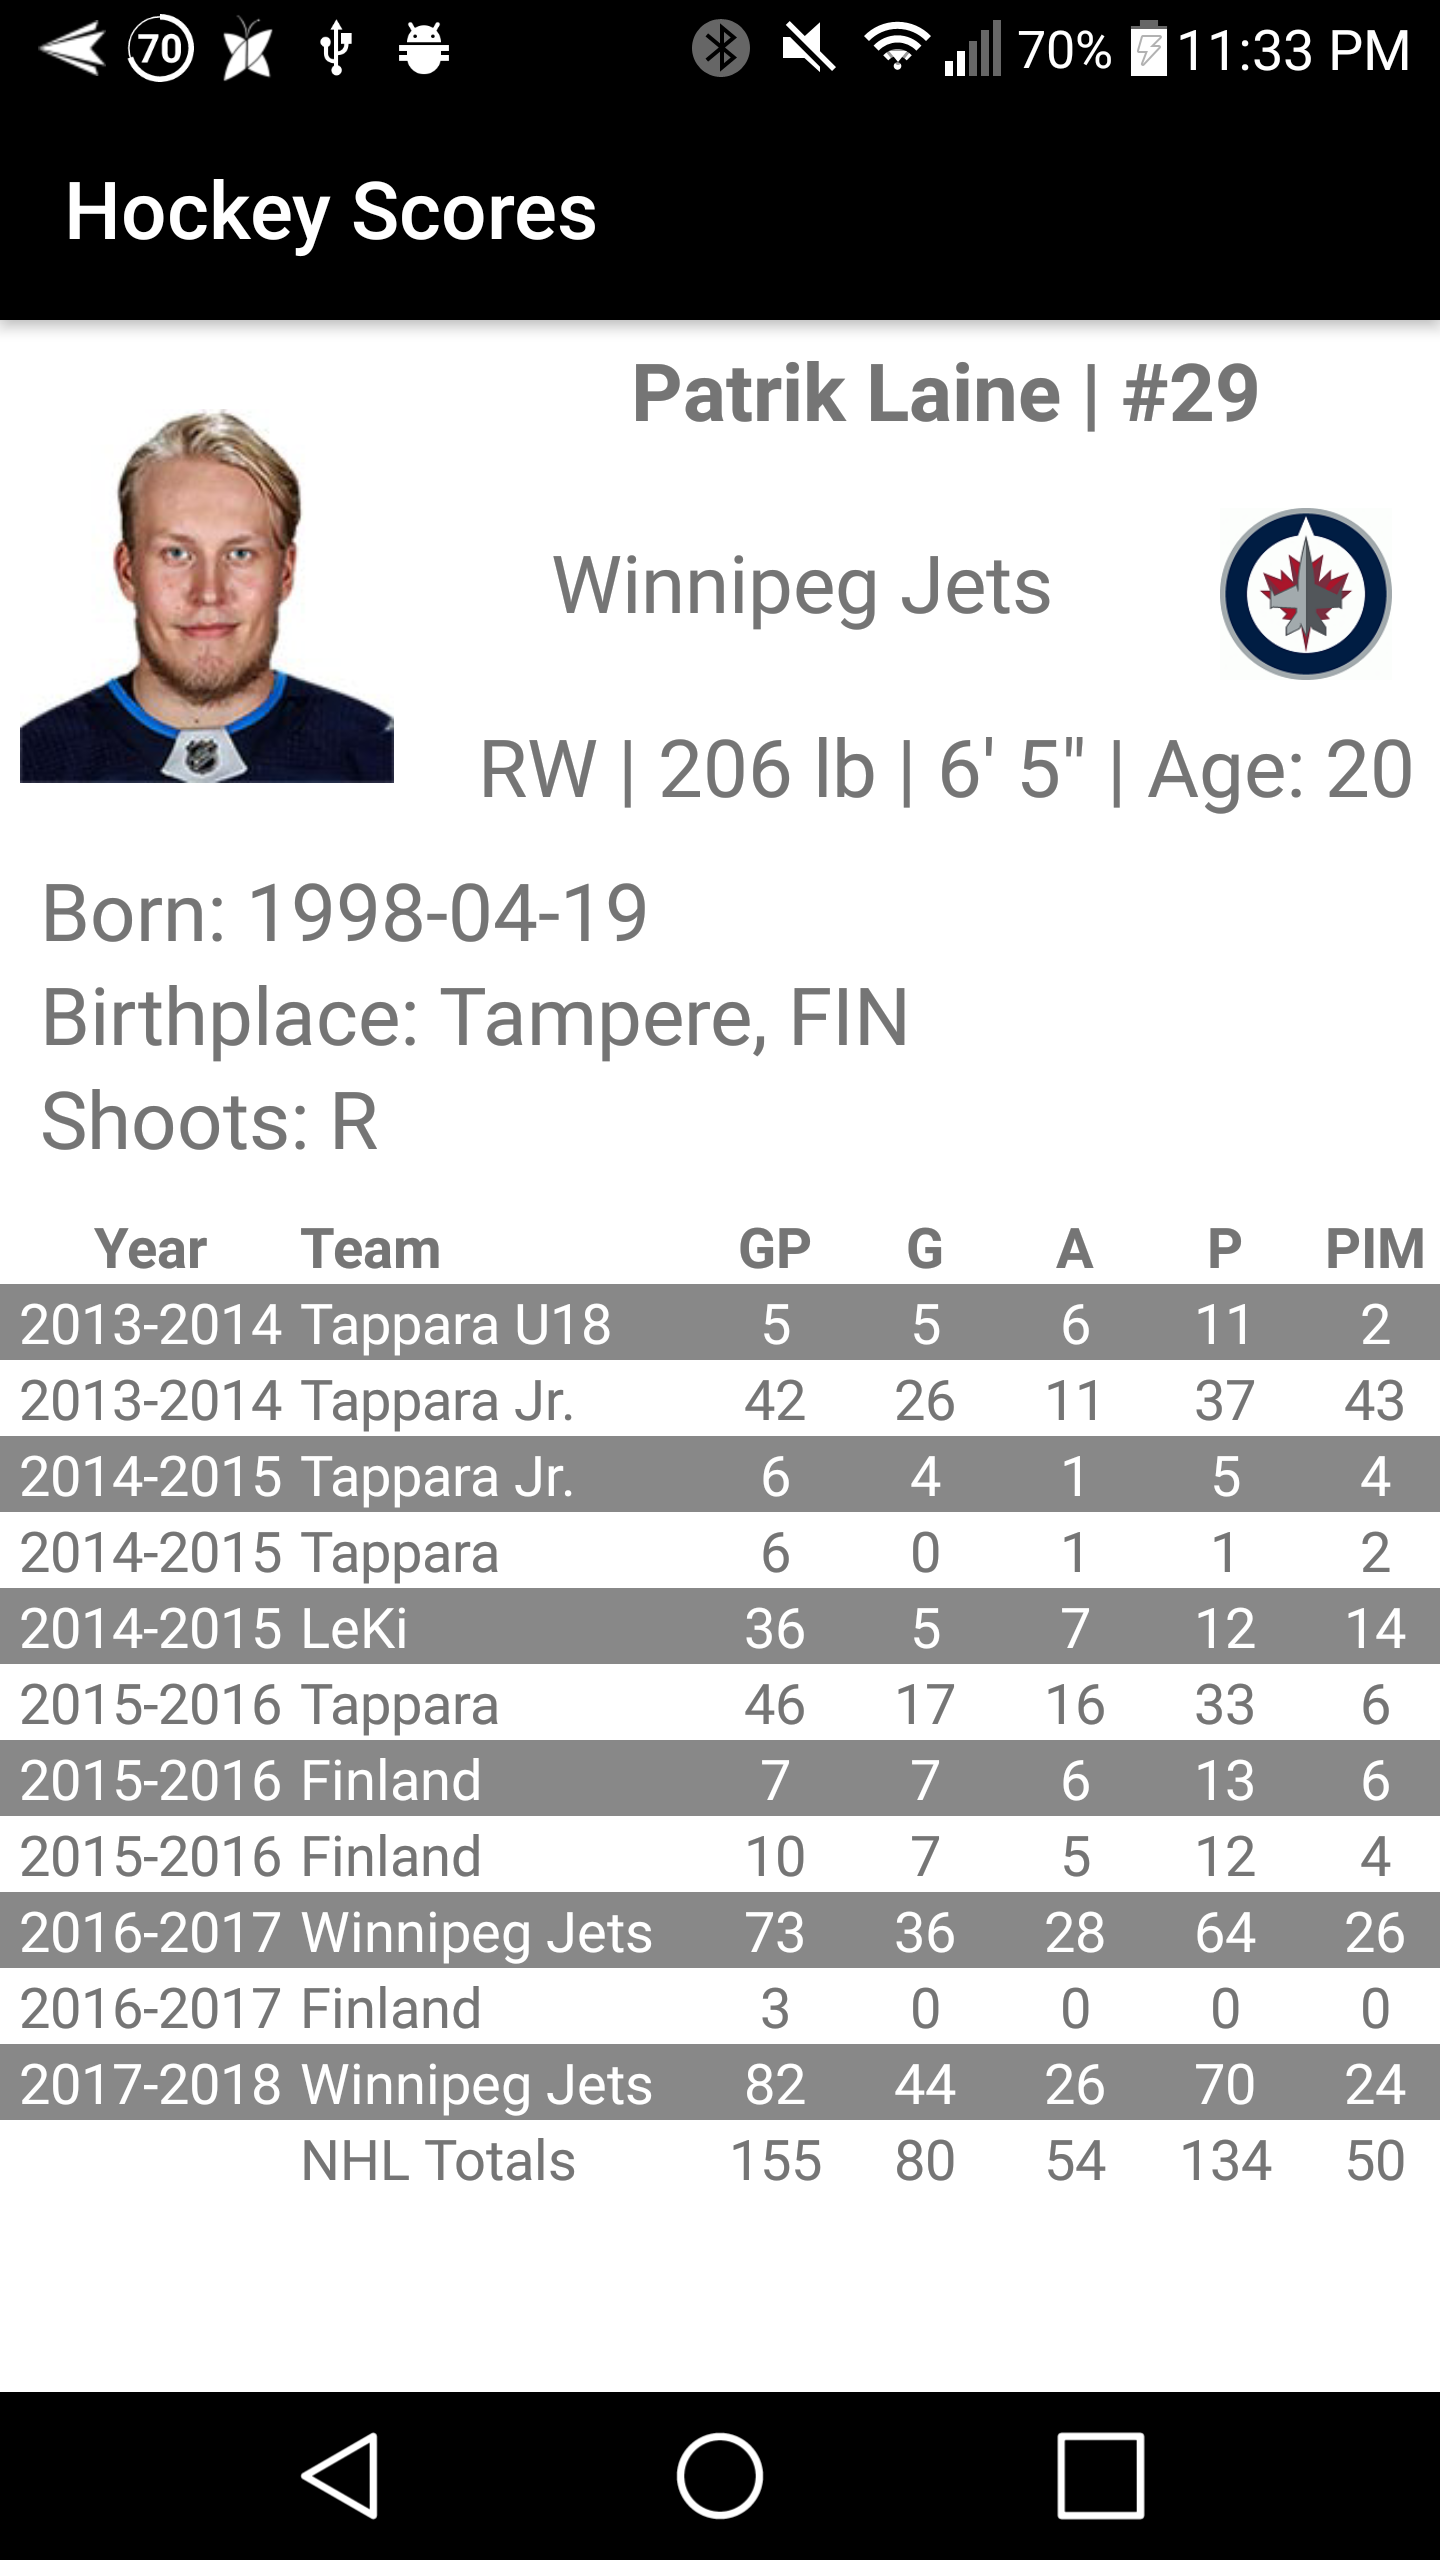 70 70% 11:33 PM
Hockey Scores
Patrik Laine | #29
Winnipeg Jets
RW | 206 lb | 6' 5" | Age: 20
Born: 1998-04-19
Birthplace: Tampere, FIN
Shoots: R
Year Team GP G A P PIM
2013-2014 Tappara U18 5 5 6 11 2
2013-2014 Tappara Jr. 42 26 11 37 43
2014-2015 Tappara Jr. 6 4 1 5 4
2014-2015 Tappara 6 0 1 1 2
2014-2015 LeKi 36 5 7 12 14
2015-2016 Tappara 46 17 16 33 6
2015-2016 Finland 7 7 6 13 6
2015-2016 Finland 10 7 5 12 4
2016-2017 Winnipeg Jets 73 36 28 64 26
2016-2017 Finland 3 0 0 0 0
2017-2018 Winnipeg Jets 82 44 26 70 24
NHL Totals 155 80 54 134 50